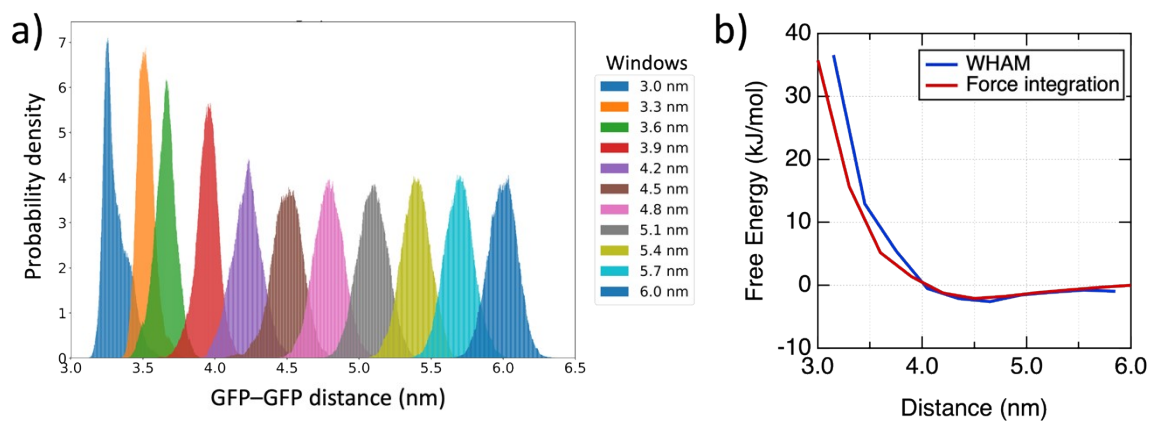 a)
Probability density
7
6
5
4
3
2
1
0
3.0 3.5 4.0 4.5 5.0 5.5 6.0 6.5
GFP–GFP distance (nm)
Windows
3.0 nm
3.3 nm
3.6 nm
3.9 nm
4.2 nm
4.5 nm
4.8 nm
5.1 nm
5.4 nm
5.7 nm
6.0 nm
b)
Free Energy (kJ/mol)
40
30
20
10
0
-10
3.0 4.0 5.0 6.0
Distance (nm)
WHAM
Force integration